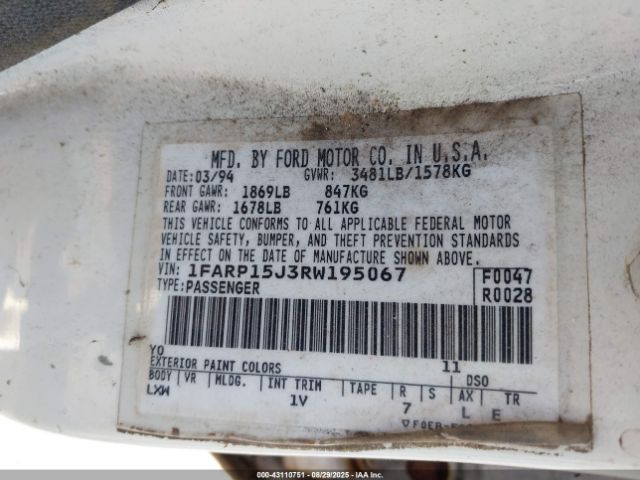 MFD. BY FORD MOTOR CO. IN U.S.A.
DATE: 03/94 GVWR: 3481LB/1578KG
FRONT GAWR: 1869LB 847KG
REAR GAWR: 1678LB 761KG
THIS VEHICLE CONFORMS TO ALL APPLICABLE FEDERAL MOTOR
VEHICLE SAFETY, BUMPER, AND THEFT PREVENTION STANDARDS
IN EFFECT ON THE DATE OF MANUFACTURE SHOWN ABOVE.
VIN: 1FARP15J3RW195067 F0047
TYPE: PASSENGER R0028
YO 11
EXTERIOR PAINT COLORS DSO
BODY VR MLDG. INT TRIM TAPE R S AX TR
LXW 1V 7 L E
000-43110751 - 08/29/2025 - IAAI.COM